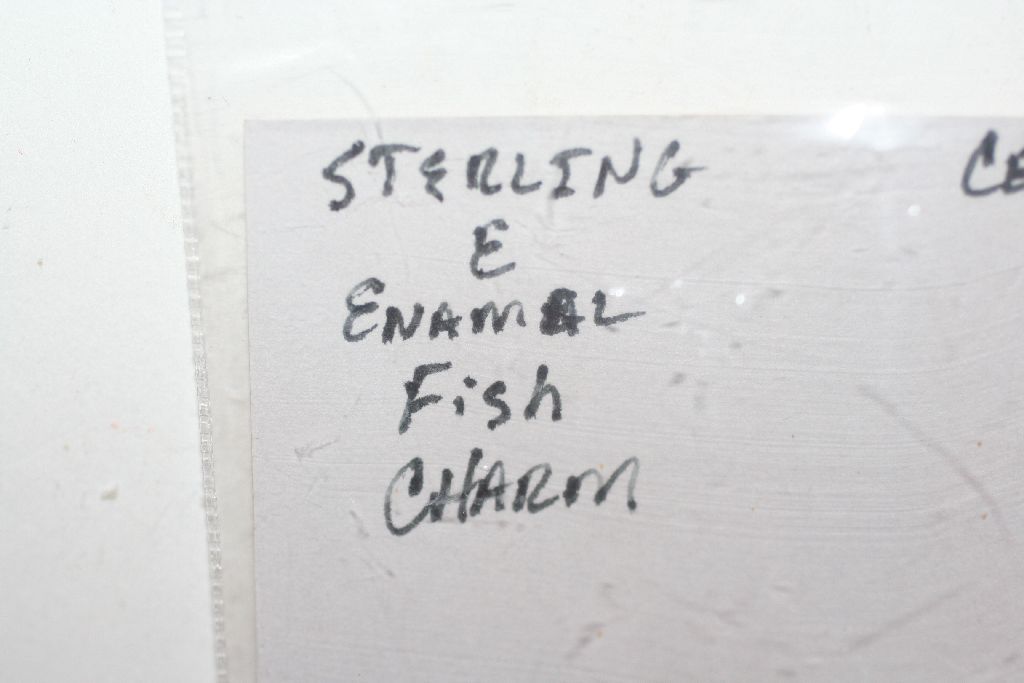 STERLING
E
ENAMAL
Fish
CHARM